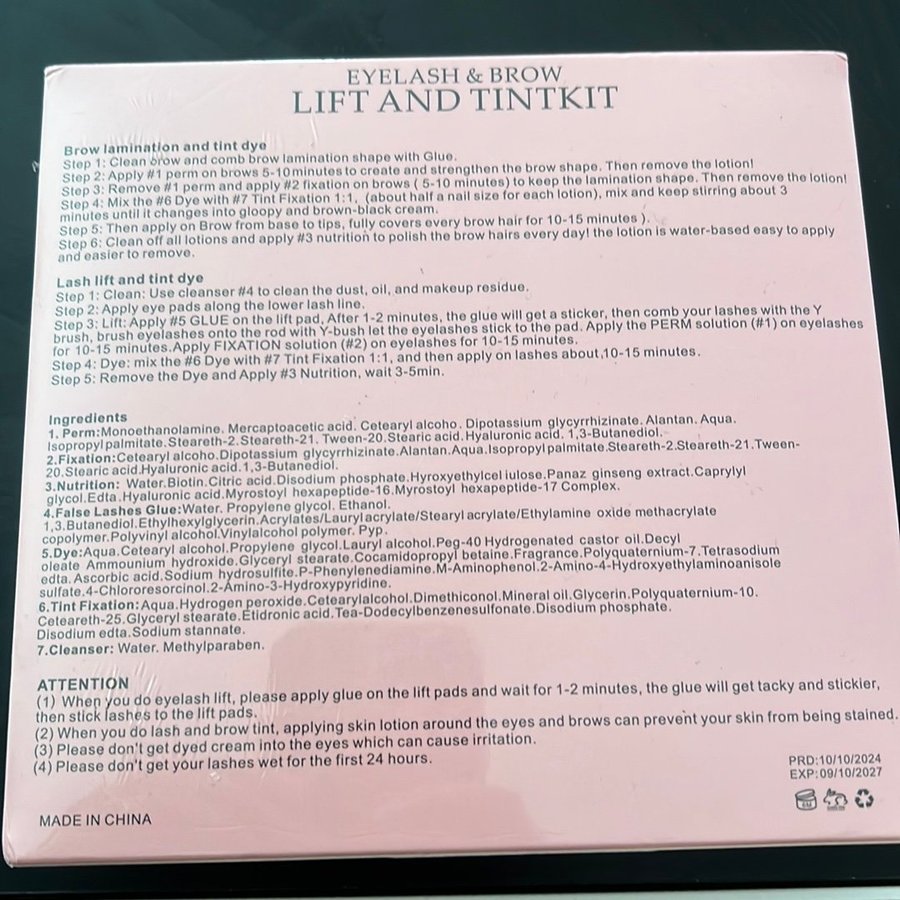 EYELASH & BROW
LIFT AND TINTKIT
Brow lamination and tint dye
Step 1: Clean brow and comb brow lamination shape with Glue.
Step 2: Apply #1 perm on brows 5-10minutes to create and strengthen the brow shape. Then remove the lotion!
Step 3: Remove #1 perm and apply #2 fixation on brows ( 5-10 minutes) to keep the lamination shape. Then remove the lotion!
Step 4: Mix the #6 Dye with #7 Tint Fixation 1:1, (about half a nail size for each lotion), mix and keep stirring about 3
minutes until it changes into gloopy and brown-black cream.
Step 5: Then apply on Brow from base to tips, fully covers every brow hair for 10-15 minutes ).
Step 6: Clean off all lotions and apply #3 nutrition to polish the brow hairs every day! the lotion is water-based easy to apply
and easier to remove.
Lash lift and tint dye
Step 1: Clean: Use cleanser #4 to clean the dust, oil, and makeup residue.
Step 2: Apply eye pads along the lower lash line.
Step 3: Lift: Apply #5 GLUE on the lift pad, After 1-2 minutes, the glue will get a sticker, then comb your lashes with the Y
brush, brush eyelashes onto the rod with Y-bush let the eyelashes stick to the pad. Apply the PERM solution (#1) on eyelashes
for 10-15 minutes.Apply FIXATION solution (#2) on eyelashes for 10-15 minutes.
Step 4: Dye: mix the #6 Dye with #7 Tint Fixation 1:1, and then apply on lashes about,10-15 minutes.
Step 5: Remove the Dye and Apply #3 Nutrition, wait 3-5min.
Ingredients
1. Perm:Monoethanolamine. Mercaptoacetic acid. Cetearyl alcoho. Dipotassium glycyrrhizinate. Alantan. Aqua.
Isopropyl palmitate.Steareth-2.Steareth-21. Tween-20.Stearic acid.Hyaluronic acid. 1,3-Butanediol.
2.Fixation:Cetearyl alcoho.Dipotassium glycyrrhizinate.Alantan.Aqua.Isopropyl palmitate.Steareth-2.Steareth-21.Tween-
20.Stearic acid.Hyaluronic acid.1,3-Butanediol.
3.Nutrition: Water.Biotin.Citric acid.Disodium phosphate.Hyroxyethylcel iulose.Panaz ginseng extract.Caprylyl
glycol.Edta.Hyaluronic acid.Myrostoyl hexapeptide-16.Myrostoyl hexapeptide-17 Complex.
4.False Lashes Glue:Water. Propylene glycol. Ethanol.
1,3.Butanediol.Ethylhexylglycerin.Acrylates/Laurylacrylate/Stearyl acrylate/Ethylamine oxide methacrylate
copolymer.Polyvinyl alcohol.Vinylalcohol polymer. Pyp.
5.Dye:Aqua.Cetearyl alcohol.Propylene glycol.Lauryl alcohol.Peg-40 Hydrogenated castor oil.Decyl
oleate Ammounium hydroxide.Glyceryl stearate.Cocamidopropyl betaine.Fragrance.Polyquaternium-7.Tetrasodium
edta. Ascorbic acid.Sodium hydrosulfite.P-Phenylenediamine.M-Aminophenol.2-Amino-4-Hydroxyethylaminoanisole
sulfate.4-Chlororesorcinol.2-Amino-3-Hydroxypyridine.
6.Tint Fixation:Aqua.Hydrogen peroxide.Cetearylalcohol.Dimethiconol.Mineral oil.Glycerin.Polyquaternium-10.
Ceteareth-25.Glyceryl stearate.Etidronic acid.Tea-Dodecylbenzenesulfonate.Disodium phosphate.
Disodium edta.Sodium stannate.
7.Cleanser: Water. Methylparaben.
ATTENTION
(1) When you do eyelash lift, please apply glue on the lift pads and wait for 1-2 minutes, the glue will get tacky and stickier,
then stick lashes to the lift pads.
(2) When you do lash and brow tint, applying skin lotion around the eyes and brows can prevent your skin from being stained.
(3) Please don't get dyed cream into the eyes which can cause irritation.
(4) Please don't get your lashes wet for the first 24 hours.
PRD:10/10/2024
EXP:09/10/2027
MADE IN CHINA